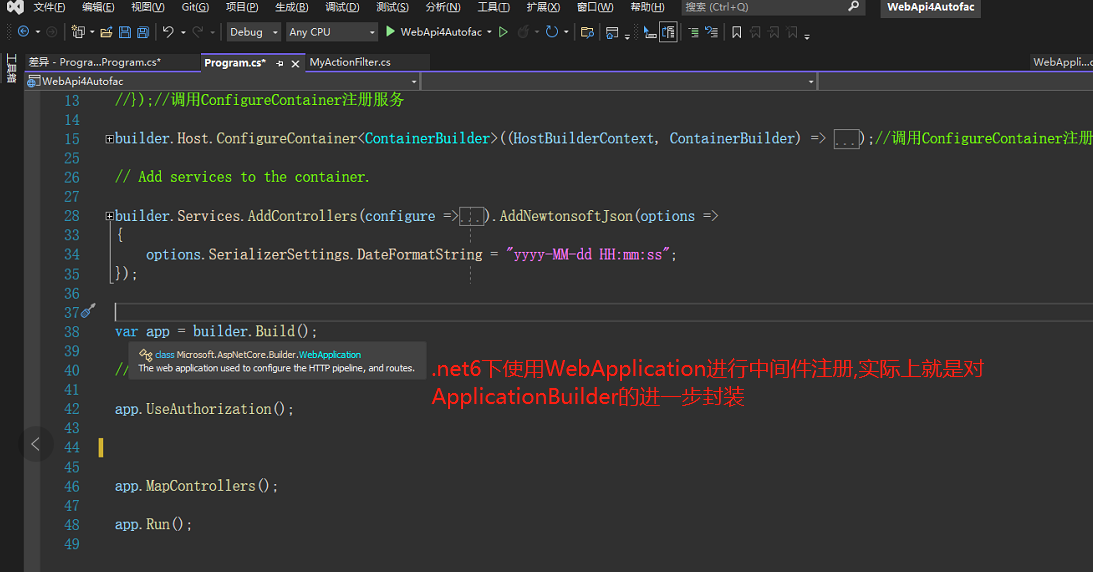 文件(F) 编辑(E) 视图(V) Git(G) 项目(P) 生成(B) 调试(D) 测试(S) 分析(N) 工具(T) 扩展(X) 窗口(W) 帮助(H) 搜索 (Ctrl+Q) WebApi4Autofac
Debug Any CPU WebApi4Autofac
工具箱
差异 - Progra...Program.cs* Program.cs* MyActionFilter.cs WebAppli...
WebApi4Autofac
13 //});//调用ConfigureContainer注册服务
14
15 builder.Host.ConfigureContainer<ContainerBuilder>((HostBuilderContext, ContainerBuilder) => ...);//调用ConfigureContainer注册
25
26 // Add services to the container.
27
28 builder.Services.AddControllers(configure =>...).AddNewtonsoftJson(options =>
33 {
34 options.SerializerSettings.DateFormatString = "yyyy-MM-dd HH:mm:ss";
35 });
36
37
38 var app = builder.Build();
39 class Microsoft.AspNetCore.Builder.WebApplication
The web application used to configure the HTTP pipeline, and routes.
40 //
.net6下使用WebApplication进行中间件注册,实际上就是对
ApplicationBuilder的进一步封装
41
42 app.UseAuthorization();
43
44
45
46 app.MapControllers();
47
48 app.Run();
49